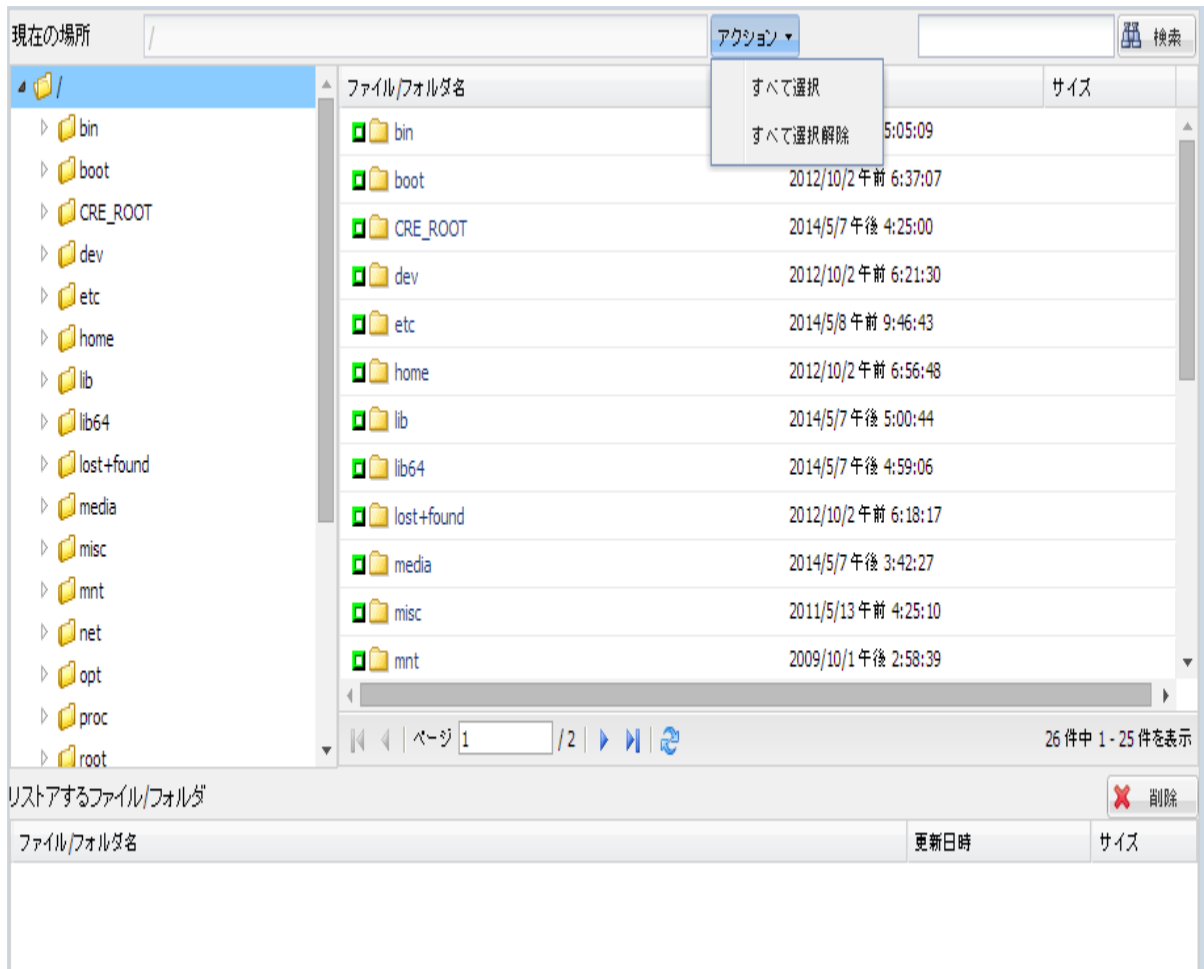 現在の場所 / アクション 検索
すべて選択
すべて選択解除
/
bin
boot
CRE_ROOT
dev
etc
home
lib
lib64
lost+found
media
misc
mnt
net
opt
proc
root
ファイル/フォルダ名 サイズ
bin 5:05:09
boot 2012/10/2 午前 6:37:07
CRE_ROOT 2014/5/7 午後 4:25:00
dev 2012/10/2 午前 6:21:30
etc 2014/5/8 午前 9:46:43
home 2012/10/2 午前 6:56:48
lib 2014/5/7 午後 5:00:44
lib64 2014/5/7 午後 4:59:06
lost+found 2012/10/2 午前 6:18:17
media 2014/5/7 午後 3:42:27
misc 2011/5/13 午前 4:25:10
mnt 2009/10/1 午後 2:58:39
ページ 1 / 2 26 件中 1 - 25 件を表示
リストアするファイル/フォルダ 削除
ファイル/フォルダ名 更新日時 サイズ